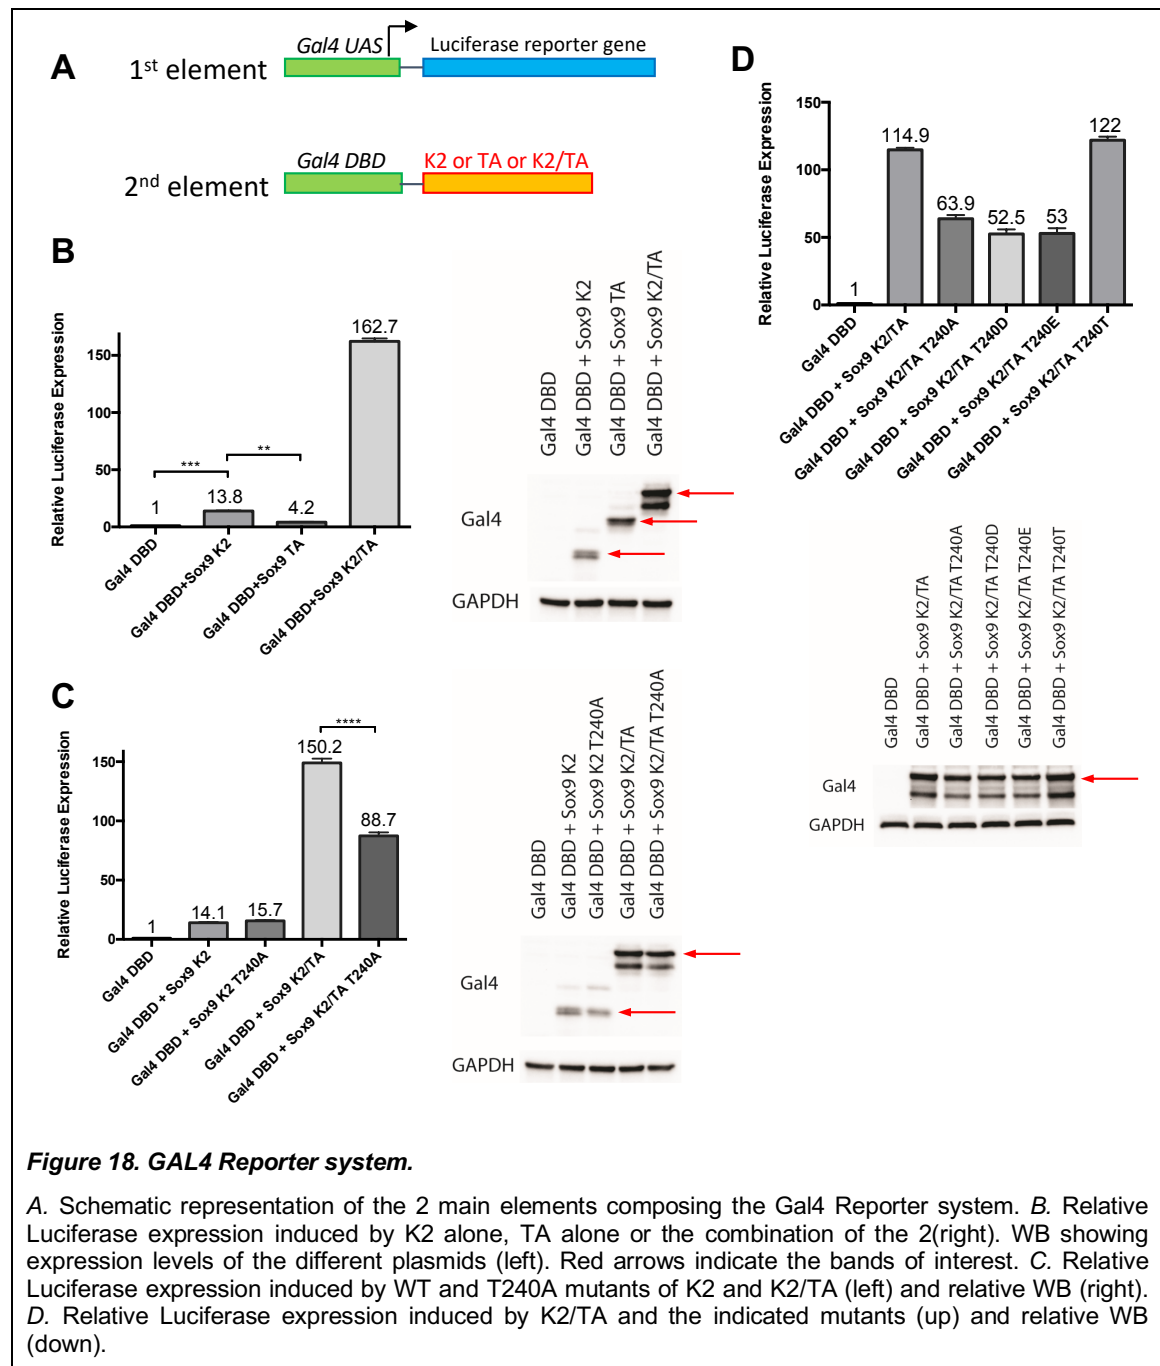 A
1st element
Gal4 UAS
Luciferase reporter gene
2nd element
Gal4 DBD
K2 or TA or K2/TA
B
Relative Luciferase Expression
150
100
50
0
1
13.8
4.2
162.7
***
**
Gal4 DBD
Gal4 DBD+Sox9 K2
Gal4 DBD+Sox9 TA
Gal4 DBD+Sox9 K2/TA
Gal4 DBD
Gal4 DBD + Sox9 K2
Gal4 DBD + Sox9 TA
Gal4 DBD + Sox9 K2/TA
Gal4
GAPDH
C
Relative Luciferase Expression
150
100
50
0
1
14.1
15.7
150.2
88.7
****
Gal4 DBD
Gal4 DBD + Sox9 K2
Gal4 DBD + Sox9 K2 T240A
Gal4 DBD + Sox9 K2/TA
Gal4 DBD + Sox9 K2/TA T240A
Gal4 DBD
Gal4 DBD + Sox9 K2
Gal4 DBD + Sox9 K2 T240A
Gal4 DBD + Sox9 K2/TA
Gal4 DBD + Sox9 K2/TA T240A
Gal4
GAPDH
D
Relative Luciferase Expression
150
100
50
0
1
114.9
63.9
52.5
53
122
Gal4 DBD
Gal4 DBD + Sox9 K2/TA
Gal4 DBD + Sox9 K2/TA T240A
Gal4 DBD + Sox9 K2/TA T240D
Gal4 DBD + Sox9 K2/TA T240E
Gal4 DBD + Sox9 K2/TA T240T
Gal4 DBD
Gal4 DBD + Sox9 K2/TA
Gal4 DBD + Sox9 K2/TA T240A
Gal4 DBD + Sox9 K2/TA T240D
Gal4 DBD + Sox9 K2/TA T240E
Gal4 DBD + Sox9 K2/TA T240T
Gal4
GAPDH
Figure 18. GAL4 Reporter system.
A. Schematic representation of the 2 main elements composing the Gal4 Reporter system. B. Relative
Luciferase expression induced by K2 alone, TA alone or the combination of the 2(right). WB showing
expression levels of the different plasmids (left). Red arrows indicate the bands of interest. C. Relative
Luciferase expression induced by WT and T240A mutants of K2 and K2/TA (left) and relative WB (right).
D. Relative Luciferase expression induced by K2/TA and the indicated mutants (up) and relative WB
(down).